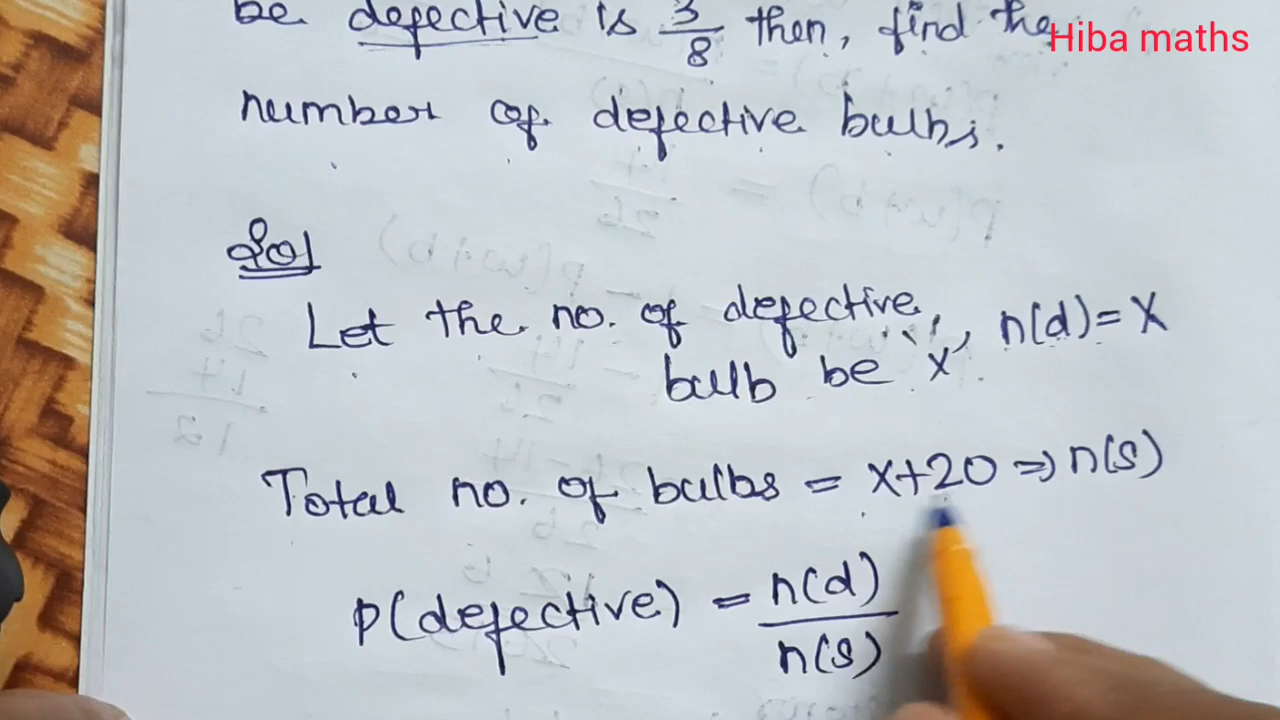 be defective is 3/8 then, find the
Hiba maths
number of defective bulbs.
Sol
Let the no. of defective
bulb be 'x', n(d) = x
Total no. of bulbs = x+20 ⇒ n(s)
P(defective) = n(d)/n(s)